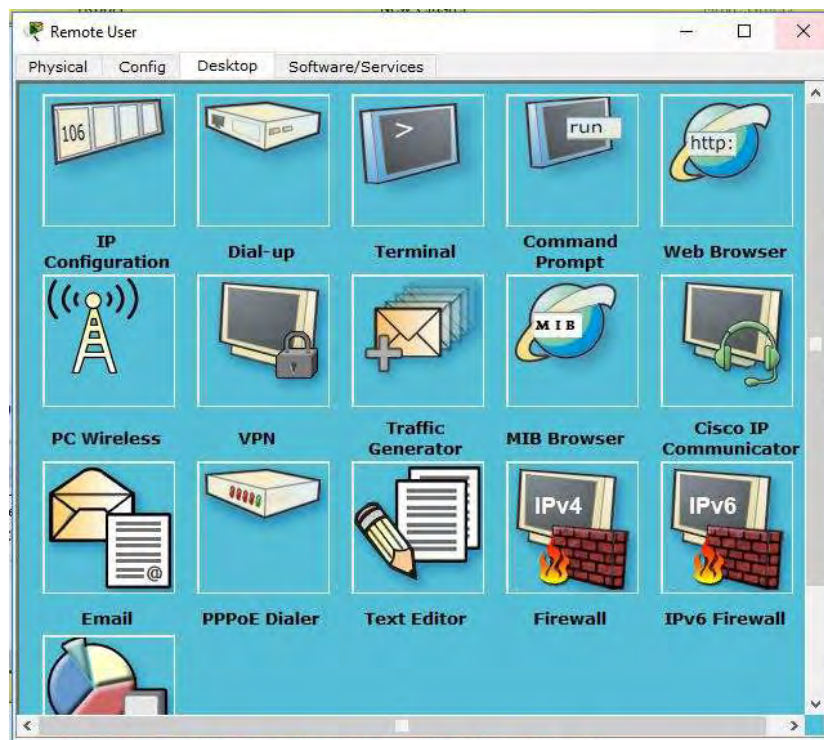 Remote User
Physical Config Desktop Software/Services
106
>
run
http:
IP
Configuration
Dial-up
Terminal
Command
Prompt
Web Browser
MIB
PC Wireless
VPN
Traffic
Generator
MIB Browser
Cisco IP
Communicator
IPv4
IPv6
@
Email
PPPoE Dialer
Text Editor
Firewall
IPv6 Firewall